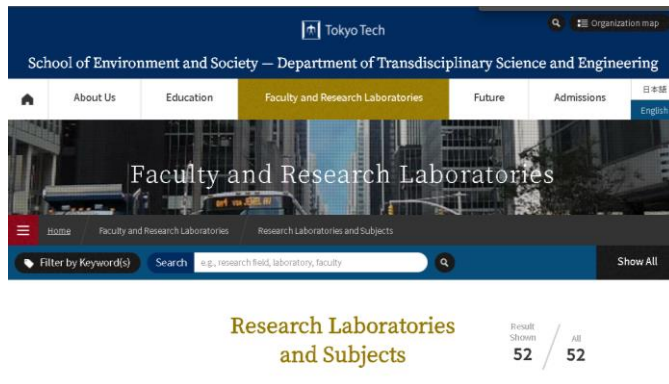 Tokyo Tech
Organization map
School of Environment and Society — Department of Transdisciplinary Science and Engineering
About Us
Education
Faculty and Research Laboratories
Future
Admissions
日本語
English
Faculty and Research Laboratories
Home
Faculty and Research Laboratories
Research Laboratories and Subjects
Filter by Keyword(s)
Search
e.g., research field, laboratory, faculty
Show All
Research Laboratories
and Subjects
Result
Shown
52
All
52